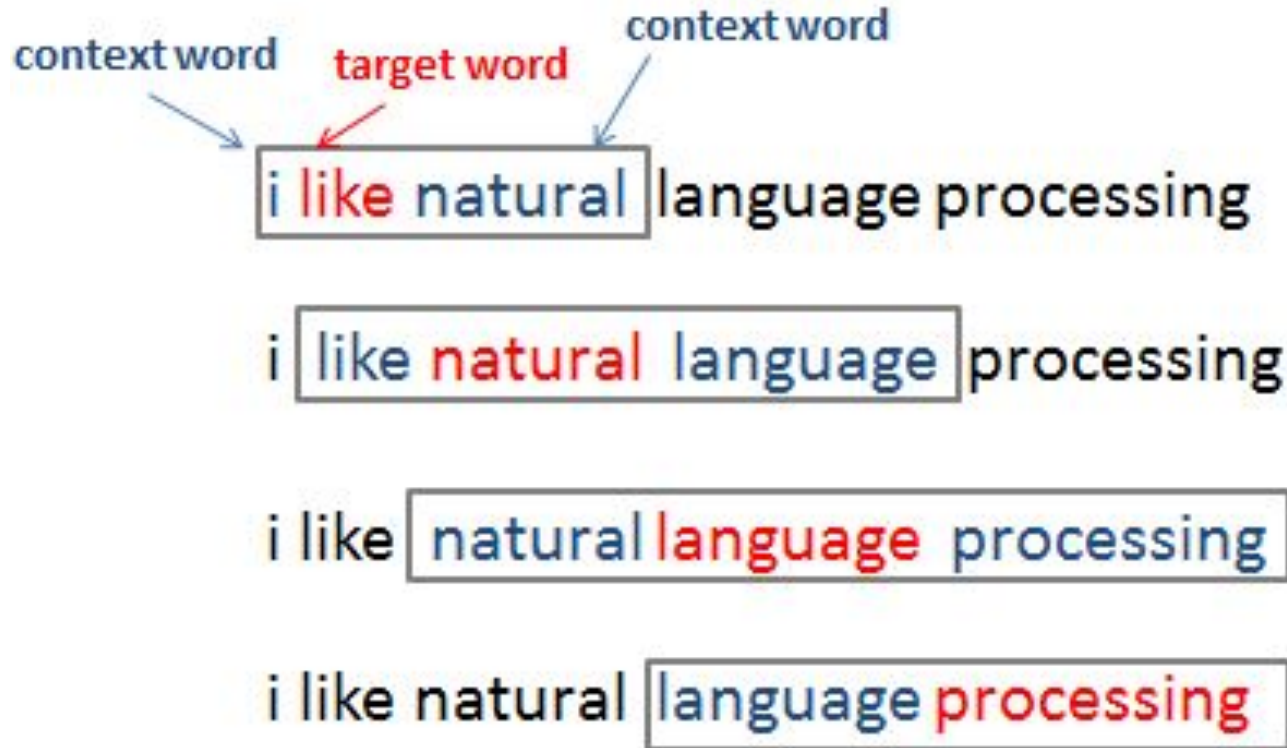 context word
target word
context word
i like natural language processing
i like natural language processing
i like natural language processing
i like natural language processing